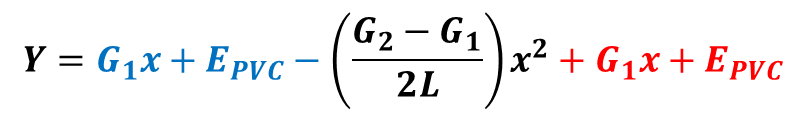 Y = G₁x + E_PVC − ((G₂ − G₁)/2L) x² + G₁x + E_PVC